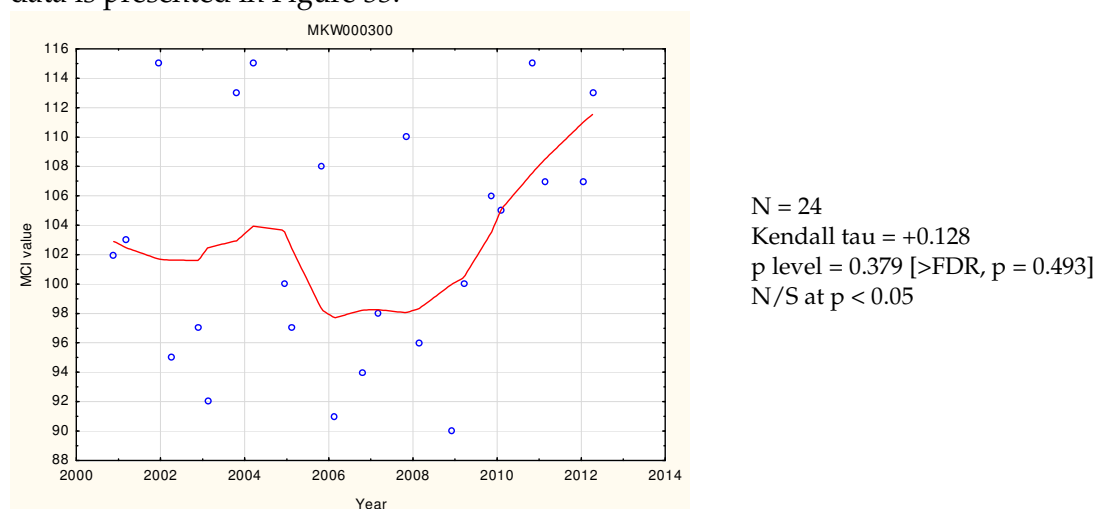 data is presented in Figure 55.
MKW000300
116
114
112
110
108
106
104
102
100
98
96
94
92
90
88
MCI value
2000 2002 2004 2006 2008 2010 2012 2014
Year
N = 24
Kendall tau = +0.128
p level = 0.379 [>FDR, p = 0.493]
N/S at p < 0.05